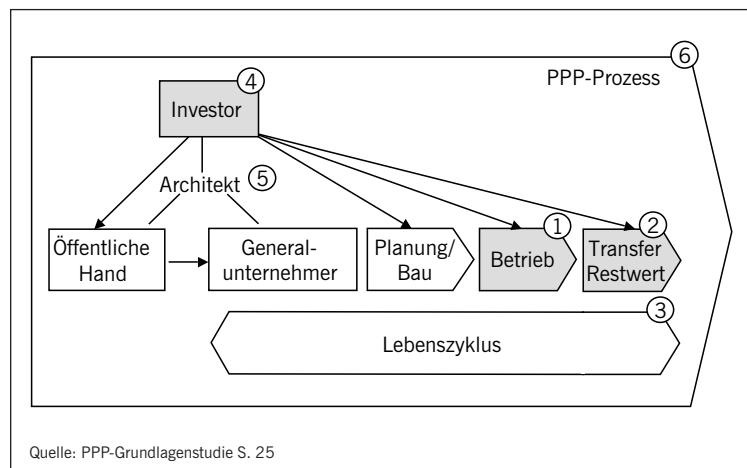 6
PPP-Prozess
4
Investor
Architekt 5
Öffentliche
Hand
General-
unternehmer
Planung/
Bau
1
Betrieb
2
Transfer
Restwert
3
Lebenszyklus
Quelle: PPP-Grundlagenstudie S. 25